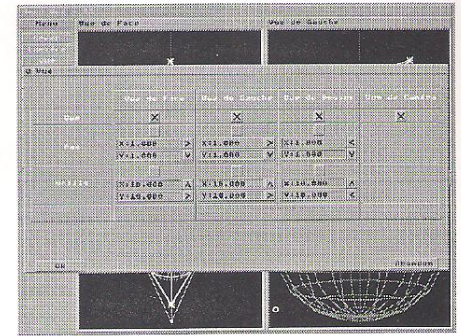 Menu Vue de Face Vue de Gauche
Vue
Vue de Face Vue de Gauche Vue de Dessus Vue de Caméra
Vue
Pas
X:1.000 X:1.000 X:1.000
Y:1.000 Y:1.000 Y:1.000
Grille
X:10.000 X:10.000 X:10.000
Y:10.000 Y:10.000 Y:10.000
OK Abandon